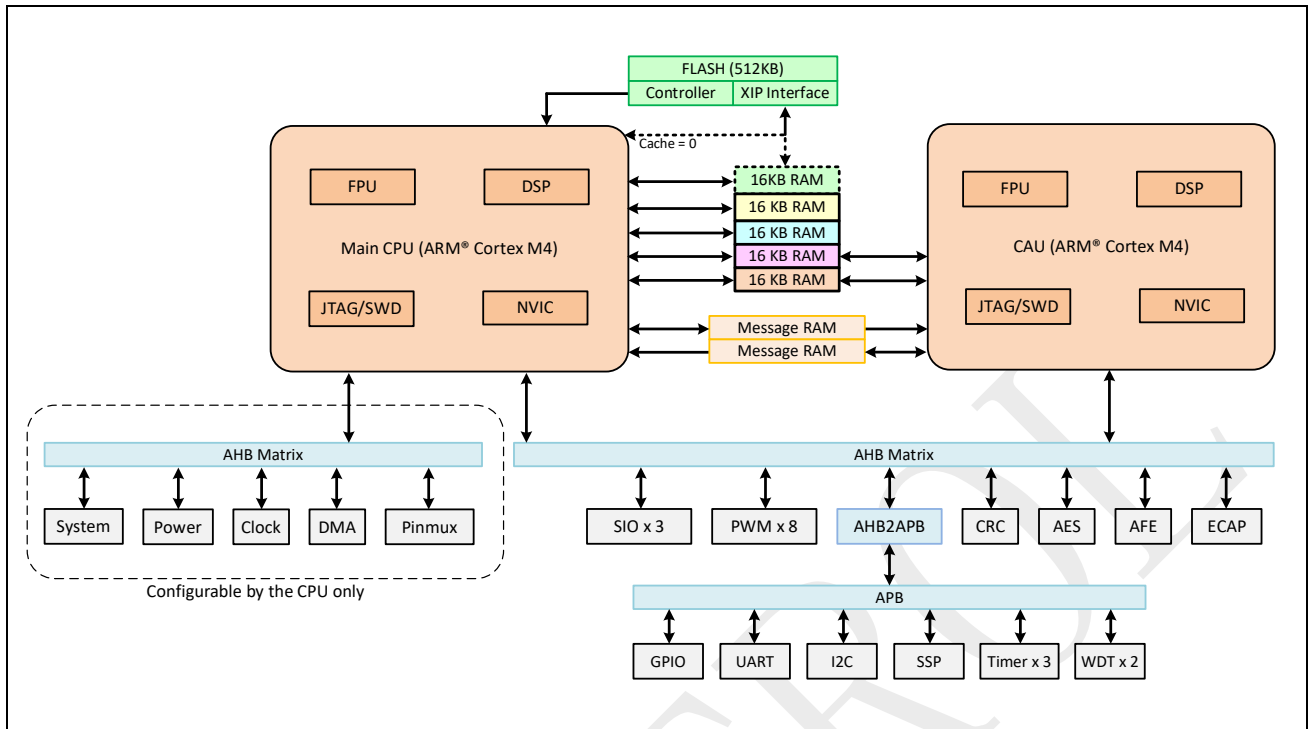 FLASH (512KB)
Controller
XIP Interface
Cache = 0
16KB RAM
16 KB RAM
16 KB RAM
16 KB RAM
16 KB RAM
FPU
DSP
Main CPU (ARM® Cortex M4)
JTAG/SWD
NVIC
FPU
DSP
CAU (ARM® Cortex M4)
JTAG/SWD
NVIC
Message RAM
Message RAM
AHB Matrix
System
Power
Clock
DMA
Pinmux
Configurable by the CPU only
AHB Matrix
SIO x 3
PWM x 8
AHB2APB
CRC
AES
AFE
ECAP
APB
GPIO
UART
I2C
SSP
Timer x 3
WDT x 2